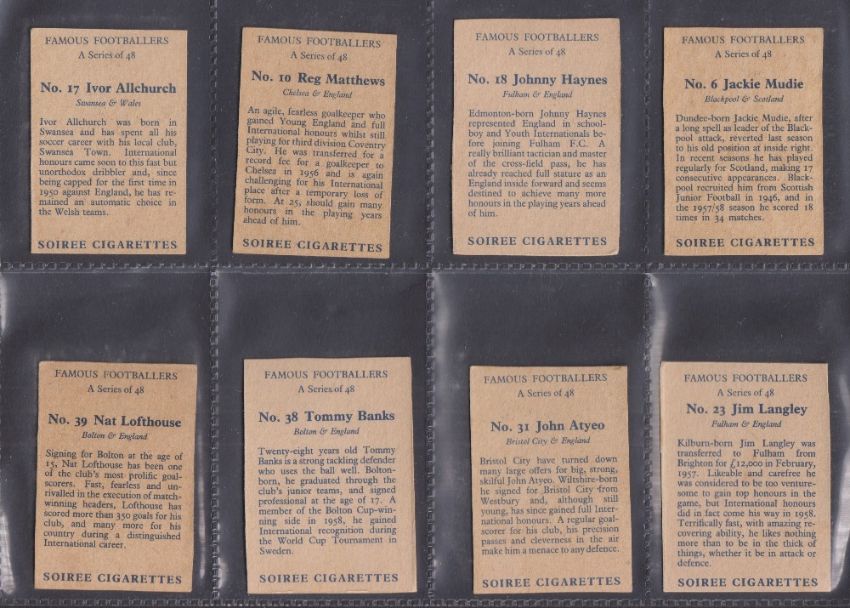 FAMOUS FOOTBALLERS
A Series of 48
No. 17 Ivor Allchurch
Swansea & Wales
Ivor Allchurch was born in
Swansea and has spent all his
soccer career with his local club,
Swansea Town. International
honours came soon to this fast but
unorthodox dribbler and, since
being capped for the first time in
1950 against England, he has re-
mained an automatic choice in
the Welsh teams.
SOIREE CIGARETTES
FAMOUS FOOTBALLERS
A Series of 48
No. 10 Reg Matthews
Chelsea & England
An agile, fearless goalkeeper who
gained Young England and full
International honours whilst still
playing for third division Coventry
City. He was transferred for a
record fee for a goalkeeper to
Chelsea in 1956 and is again
challenging for his International
place after a temporary loss of
form. At 25, should gain many
honours in the playing years
ahead of him.
SOIREE CIGARETTES
FAMOUS FOOTBALLERS
A Series of 48
No. 18 Johnny Haynes
Fulham & England
Edmonton-born Johnny Haynes
represented England in school-
boy and Youth Internationals be-
fore joining Fulham F.C. A
really brilliant tactician and master
of the cross-field pass, he has
already reached full stature as an
England inside forward and seems
destined to achieve many more
honours in the playing years ahead
of him.
SOIREE CIGARETTES
FAMOUS FOOTBALLERS
A Series of 48
No. 6 Jackie Mudie
Blackpool & Scotland
Dundee-born Jackie Mudie, after
a long spell as leader of the Black-
pool attack, reverted last season
to his old position at inside right.
In recent seasons he has played
regularly for Scotland, making 17
consecutive appearances. Black-
pool recruited him from Scottish
Junior Football in 1946, and in
the 1957/58 season he scored 18
times in 34 matches.
SOIREE CIGARETTES
FAMOUS FOOTBALLERS
A Series of 48
No. 39 Nat Lofthouse
Bolton & England
Signing for Bolton at the age of
15, Nat Lofthouse has been one
of the club's most prolific goal-
scorers. Fast, fearless and un-
rivalled in the execution of match-
winning headers, Lofthouse has
scored more than 350 goals for his
club, and many more for his
country during a distinguished
International career.
SOIREE CIGARETTES
FAMOUS FOOTBALLERS
A Series of 48
No. 38 Tommy Banks
Bolton & England
Twenty-eight years old Tommy
Banks is a strong tackling defender
who uses the ball well. Bolton-
born, he graduated through the
club's junior teams, and signed
professional at the age of 17. A
member of the Bolton Cup-win-
ning side in 1958, he gained
International recognition during
the World Cup Tournament in
Sweden.
SOIREE CIGARETTES
FAMOUS FOOTBALLERS
A Series of 48
No. 31 John Atyeo
Bristol City & England
Bristol City have turned down
many large offers for big, strong,
skilful John Atyeo. Wiltshire-born
he signed for Bristol City from
Westbury and, although still
young, has since gained full Inter-
national honours. A regular goal-
scorer for his club, his precision
passes and cleverness in the air
make him a menace to any defence.
SOIREE CIGARETTES
FAMOUS FOOTBALLERS
A Series of 48
No. 23 Jim Langley
Fulham & England
Kilburn-born Jim Langley was
transferred to Fulham from
Brighton for £12,000 in February,
1957. Likeable and carefree he
was considered to be too venture-
some to gain top honours in the
game, but International honours
did in fact come his way in 1958.
Terrifically fast, with amazing re-
covering ability, he likes nothing
more than to be in the thick of
things, whether it be in attack or
defence.
SOIREE CIGARETTES